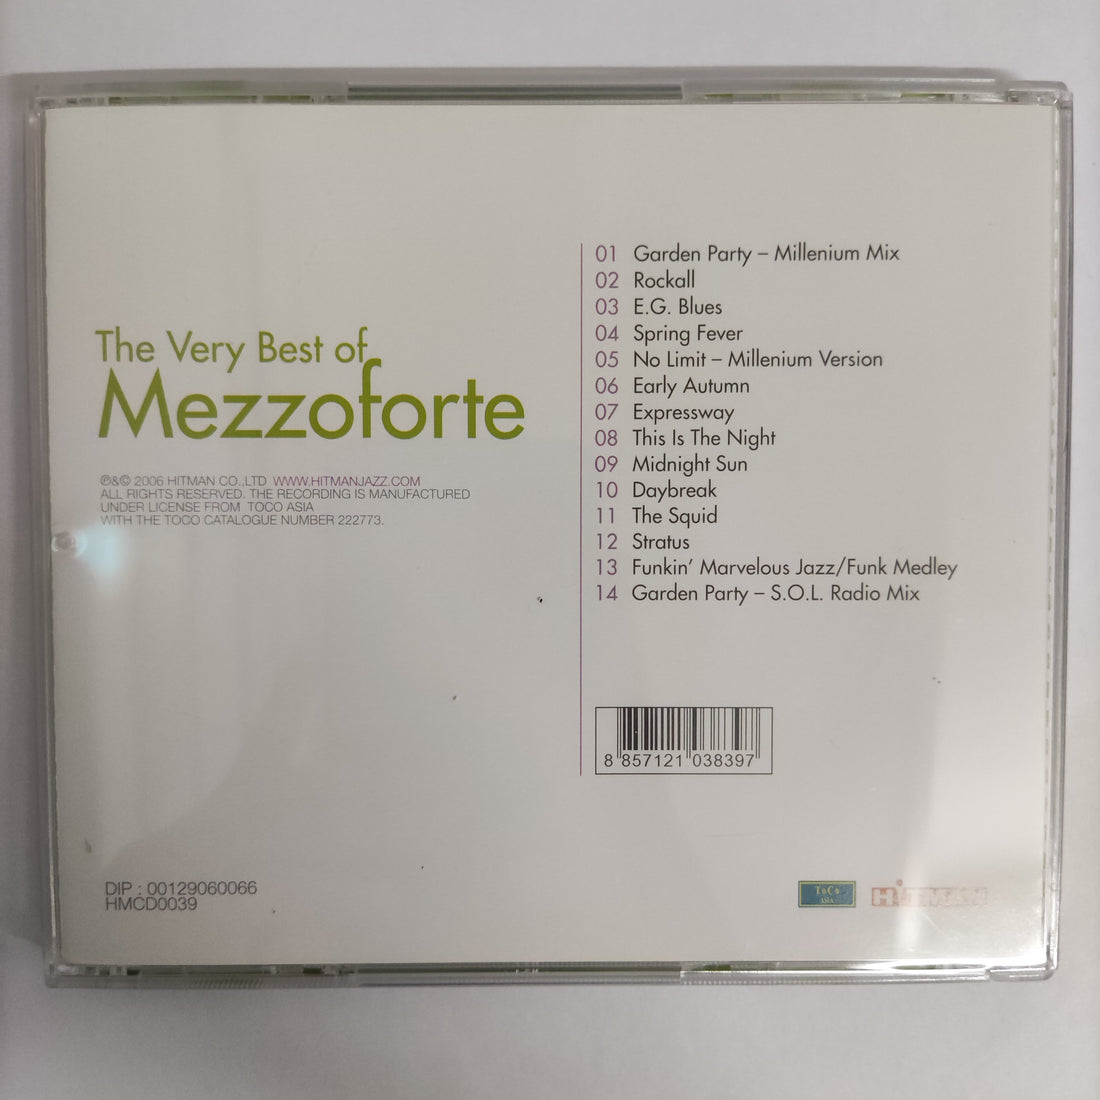 The Very Best of
Mezzoforte
℗&© 2006 HITMAN CO.,LTD WWW.HITMANJAZZ.COM
ALL RIGHTS RESERVED. THE RECORDING IS MANUFACTURED
UNDER LICENSE FROM TOCO ASIA
WITH THE TOCO CATALOGUE NUMBER 222773.
01 Garden Party – Millenium Mix
02 Rockall
03 E.G. Blues
04 Spring Fever
05 No Limit – Millenium Version
06 Early Autumn
07 Expressway
08 This Is The Night
09 Midnight Sun
10 Daybreak
11 The Squid
12 Stratus
13 Funkin' Marvelous Jazz/Funk Medley
14 Garden Party – S.O.L. Radio Mix
8 857121 038397
DIP : 00129060066
HMCD0039
ToCo
ASIA
HITMAN